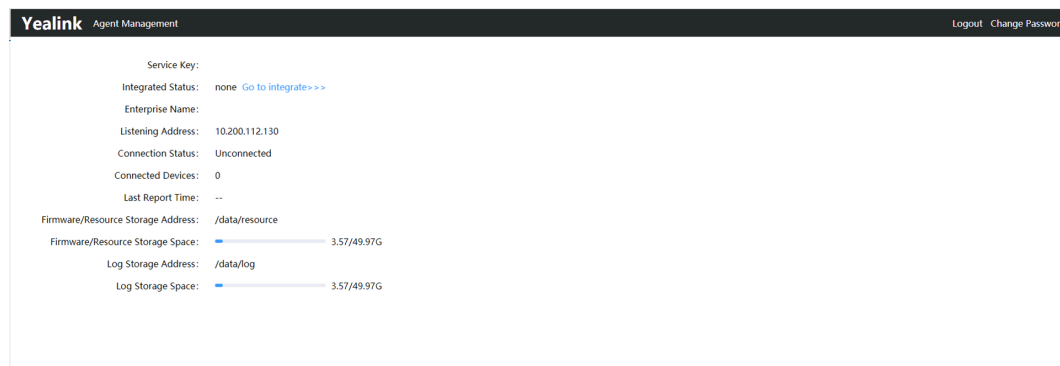 Yealink Agent Management Logout Change Passwor
Service Key:
Integrated Status: none Go to integrate>>>
Enterprise Name:
Listening Address: 10.200.112.130
Connection Status: Unconnected
Connected Devices: 0
Last Report Time: --
Firmware/Resource Storage Address: /data/resource
Firmware/Resource Storage Space: 3.57/49.97G
Log Storage Address: /data/log
Log Storage Space: 3.57/49.97G